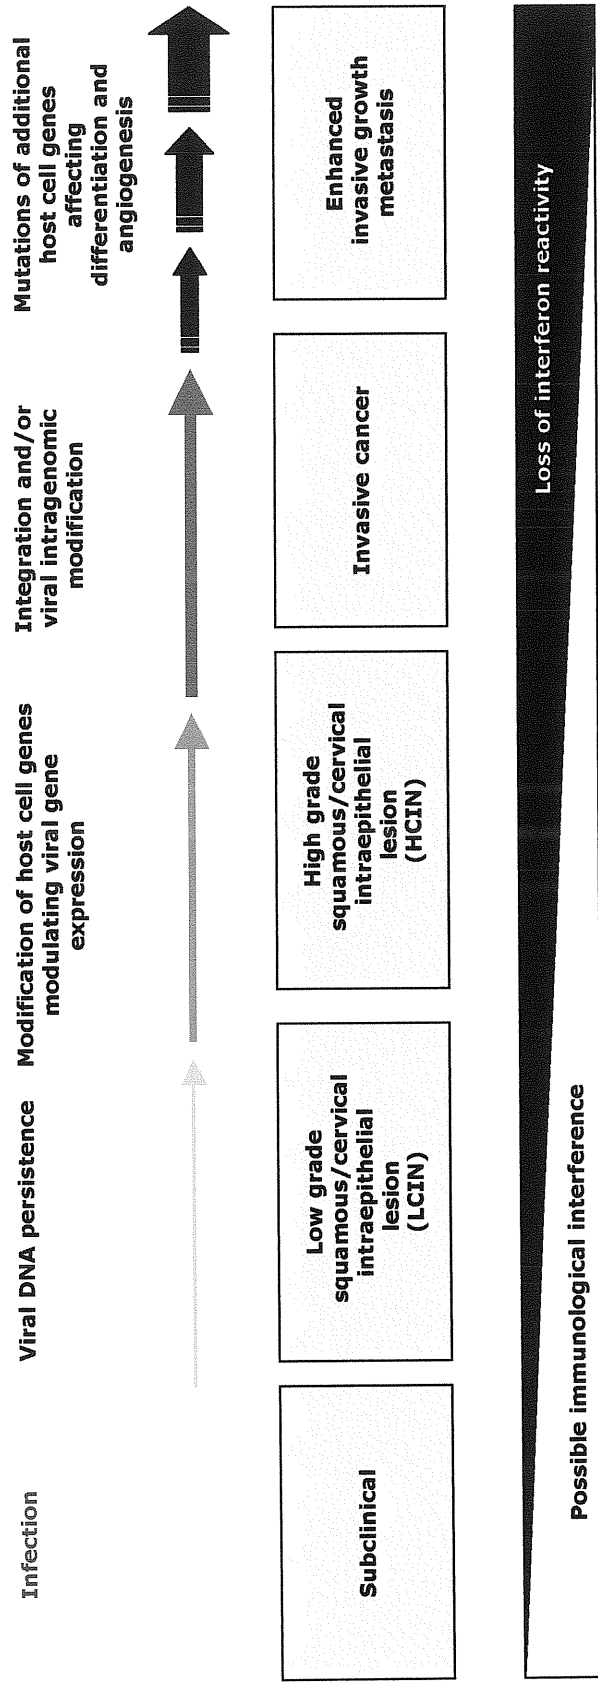 Infection
Viral DNA persistence
Modification of host cell genes
modulating viral gene
expression
Integration and/or
viral intragenomic
modification
Mutations of additional
host cell genes
affecting
differentiation and
angiogenesis
Subclinical
Low grade
squamous/cervical
intraepithelial
lesion
(LCIN)
High grade
squamous/cervical
intraepithelial
lesion
(HCIN)
Invasive cancer
Enhanced
invasive growth
metastasis
Loss of interferon reactivity
Possible immunological interference